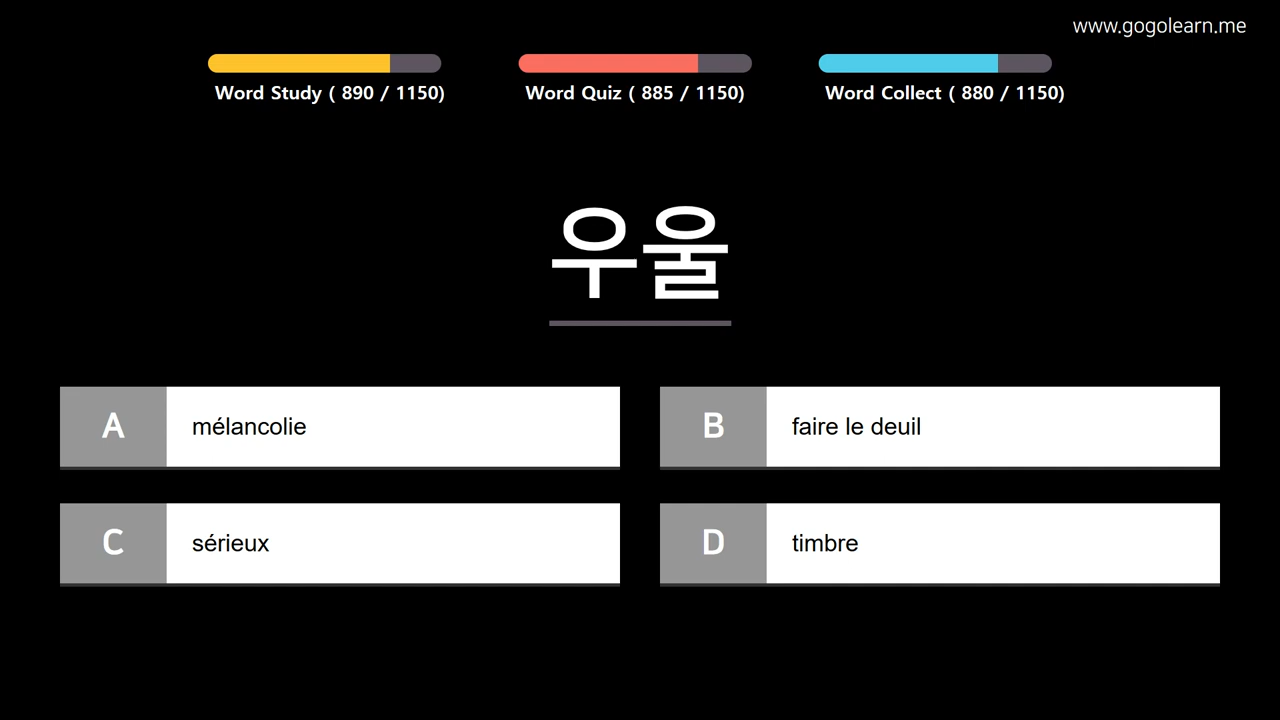 www.gogolearn.me
Word Study ( 890 / 1150)
Word Quiz ( 885 / 1150)
Word Collect ( 880 / 1150)
우울
A mélancolie
B faire le deuil
C sérieux
D timbre